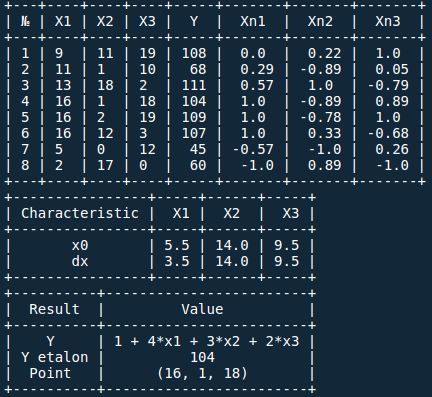 +---+----+----+----+-----+-------+-------+-------+
| № | X1 | X2 | X3 |  Y  |  Xn1  |  Xn2  |  Xn3  |
+---+----+----+----+-----+-------+-------+-------+
| 1 | 9  | 11 | 19 | 108 |  0.0  |  0.22 |  1.0  |
| 2 | 11 | 1  | 10 |  68 |  0.29 | -0.89 |  0.05 |
| 3 | 13 | 18 | 2  | 111 |  0.57 |  1.0  | -0.79 |
| 4 | 16 | 1  | 18 | 104 |  1.0  | -0.89 |  0.89 |
| 5 | 16 | 2  | 19 | 109 |  1.0  | -0.78 |  1.0  |
| 6 | 16 | 12 | 3  | 107 |  1.0  |  0.33 | -0.68 |
| 7 | 5  | 0  | 12 |  45 | -0.57 |  -1.0 |  0.26 |
| 8 | 2  | 17 | 0  |  60 |  -1.0 |  0.89 |  -1.0 |
+---+----+----+----+-----+-------+-------+-------+
+----------------+-----+------+-----+
| Characteristic |  X1 |  X2  |  X3 |
+----------------+-----+------+-----+
|       x0       | 5.5 | 14.0 | 9.5 |
|       dx       | 3.5 | 14.0 | 9.5 |
+----------------+-----+------+-----+
+----------+------------------------+
|  Result  |         Value          |
+----------+------------------------+
|    Y     | 1 + 4*x1 + 3*x2 + 2*x3 |
| Y etalon |          104           |
|  Point   |      (16, 1, 18)       |
+----------+------------------------+